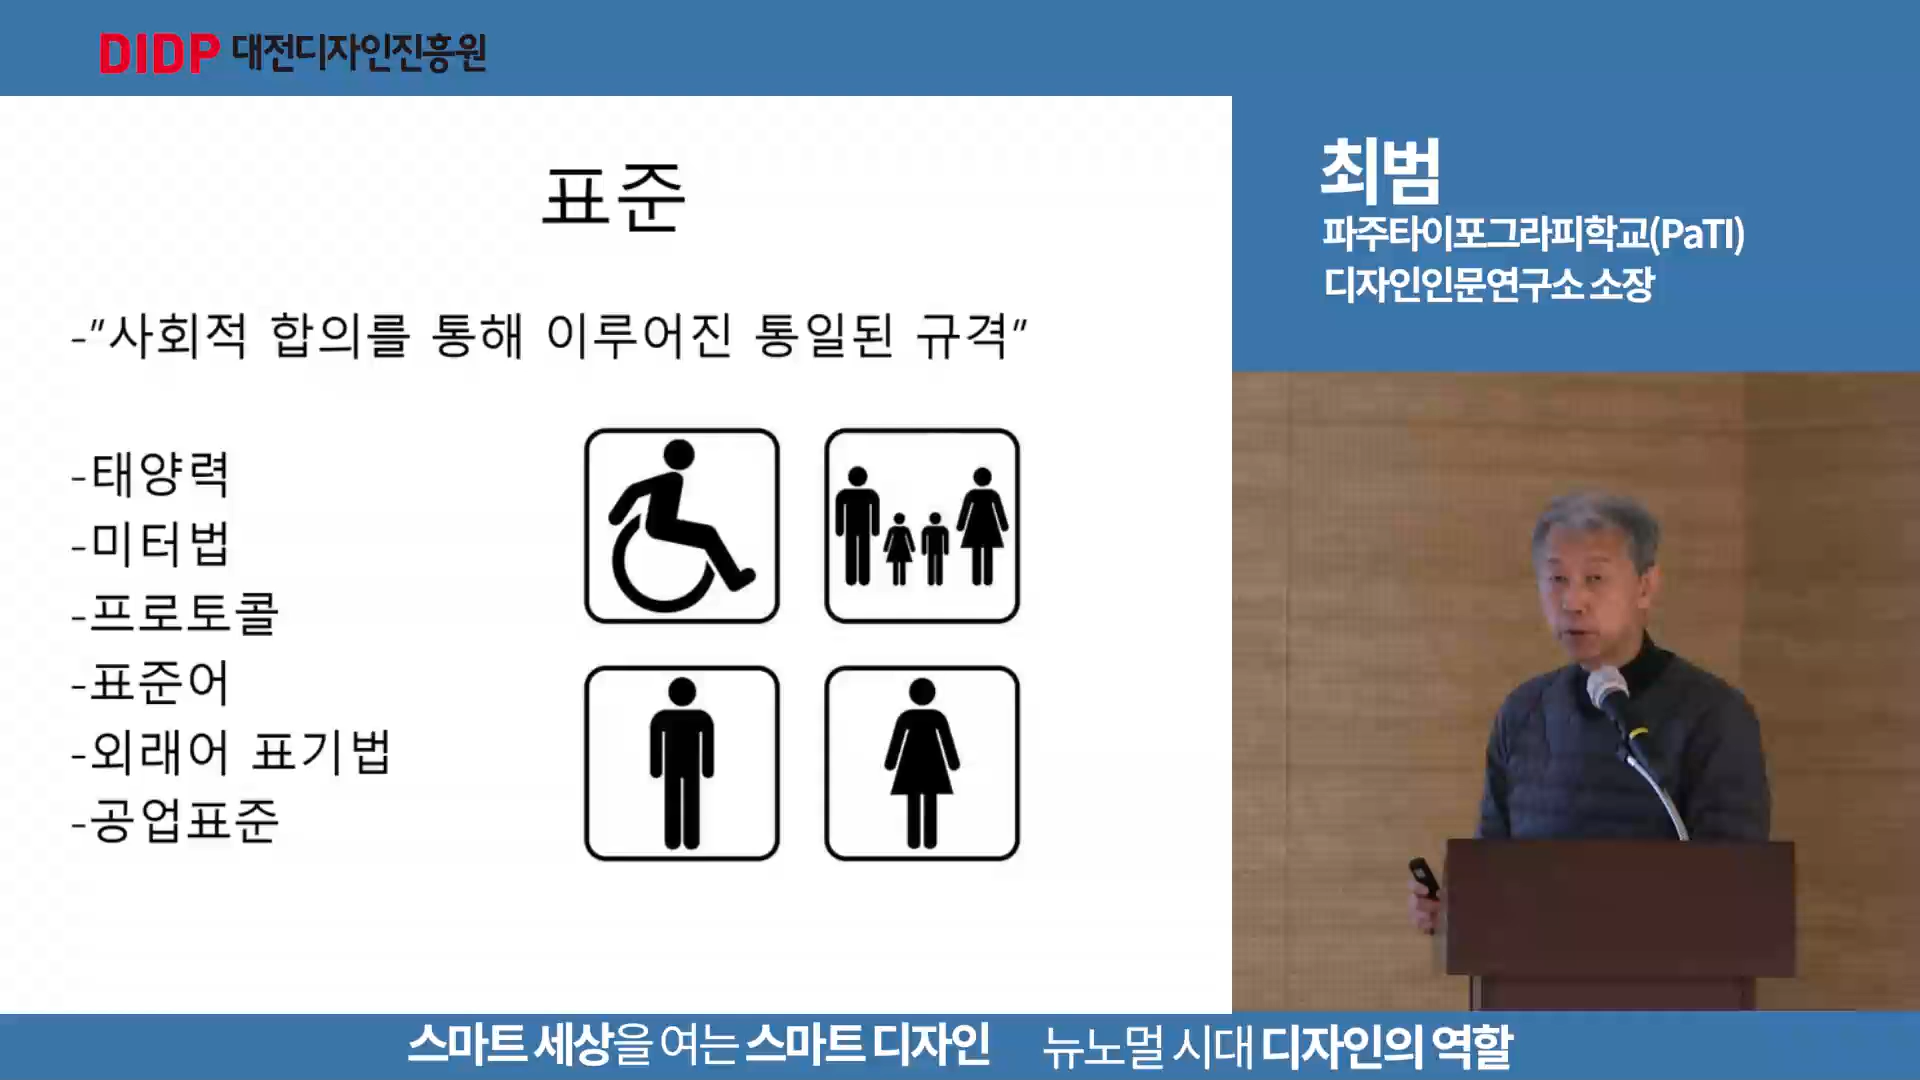 DIDP 대전디자인진흥원
표준
-"사회적 합의를 통해 이루어진 통일된 규격"
-태양력
-미터법
-프로토콜
-표준어
-외래어 표기법
-공업표준
최범
파주타이포그라피학교(PaTI)
디자인인문연구소 소장
스마트 세상을 여는 스마트 디자인 뉴노멀 시대 디자인의 역할